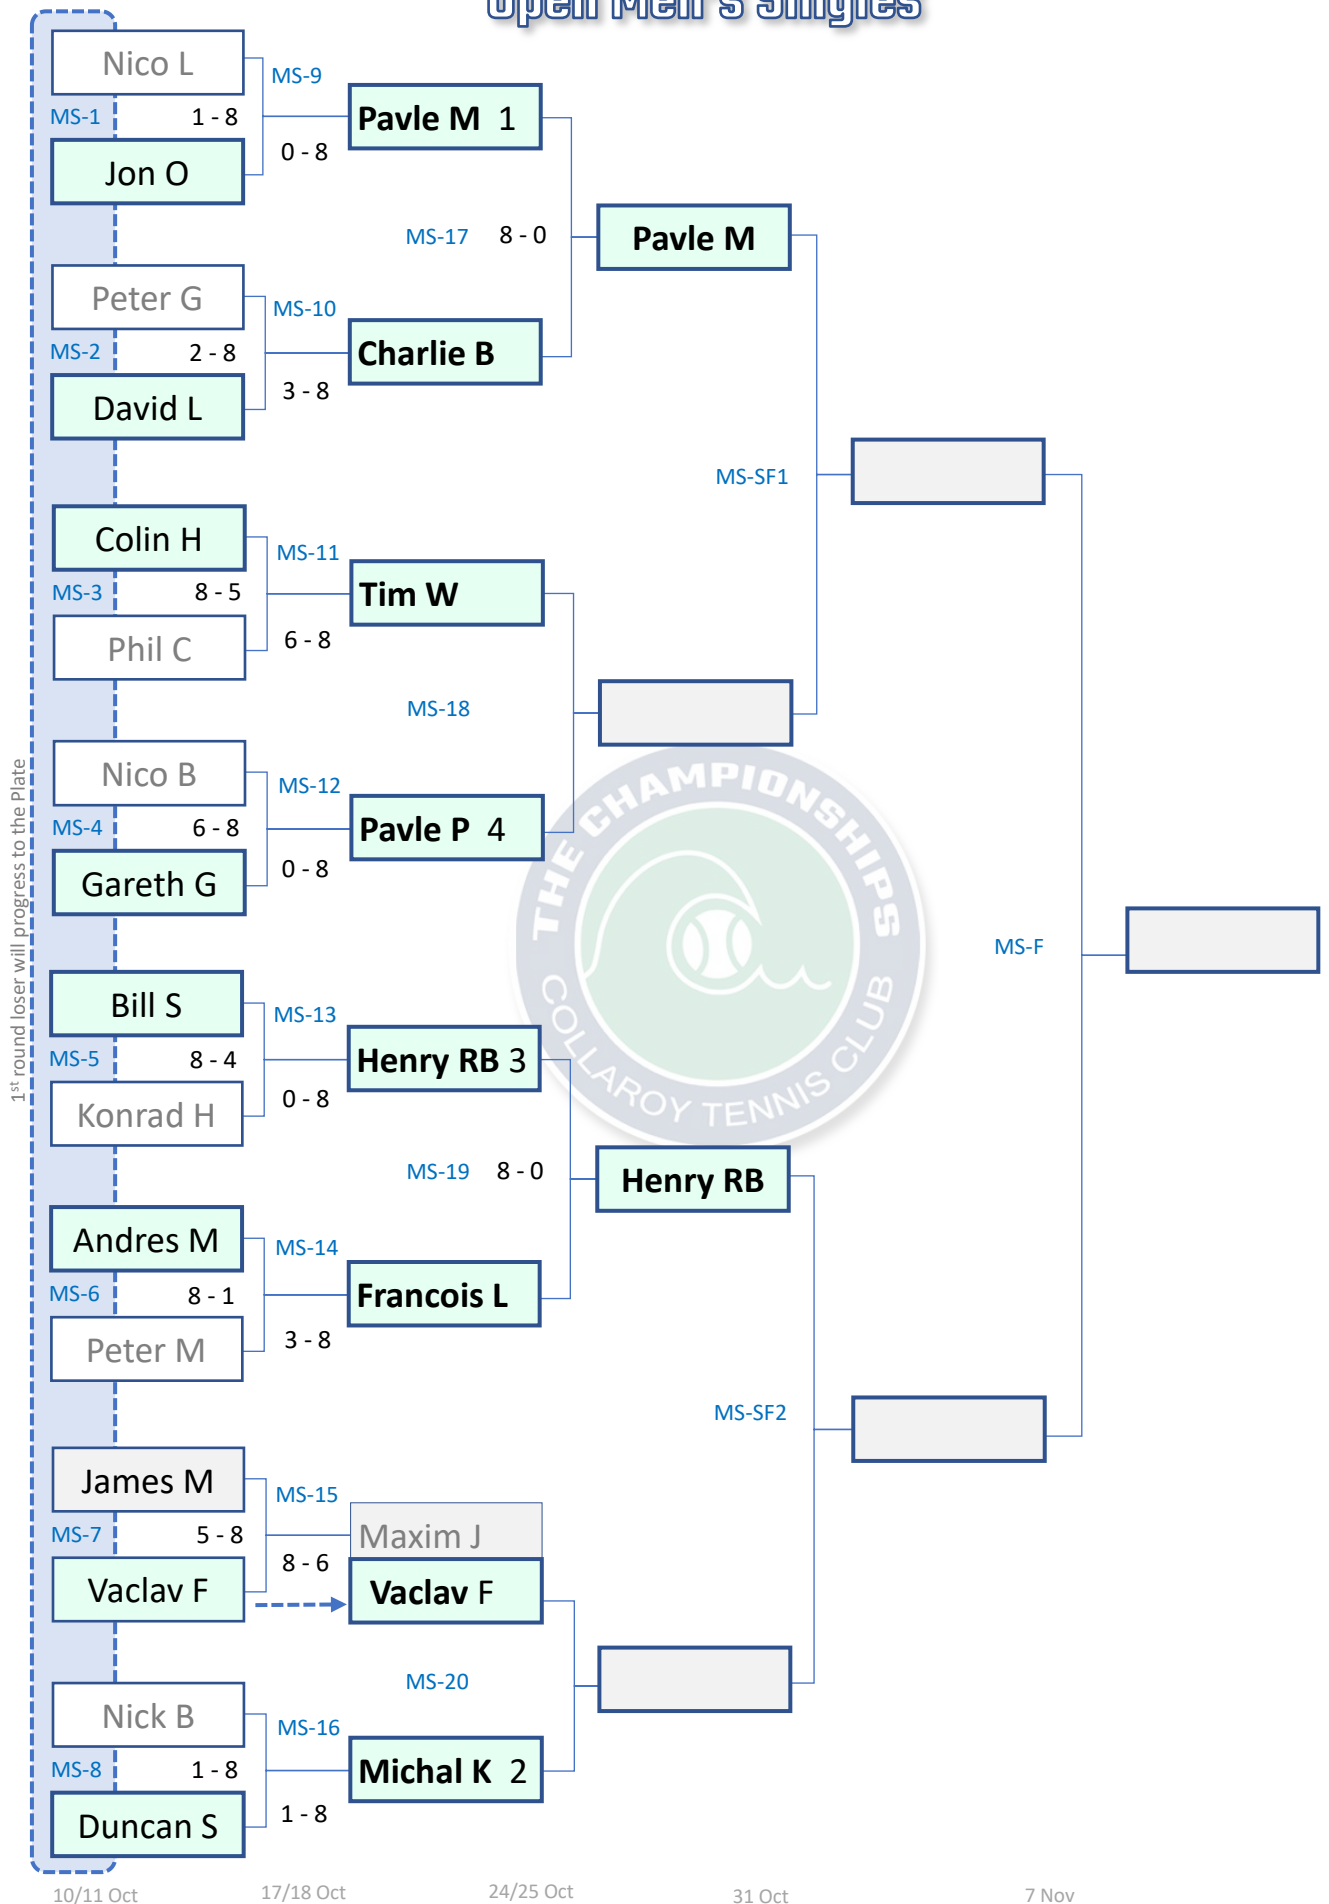 Open Men's Singles
Nico L
MS-9
MS-1
1 - 8
Pavle M 1
0 - 8
Jon O
MS-17
8 - 0
Pavle M
Peter G
MS-10
MS-2
2 - 8
Charlie B
3 - 8
David L
MS-SF1
Colin H
MS-11
MS-3
8 - 5
Tim W
6 - 8
Phil C
MS-18
Nico B
MS-12
MS-4
6 - 8
Pavle P 4
0 - 8
Gareth G
1st round loser will progress to the Plate
THE CHAMPIONSHIPS
COLLAROY TENNIS CLUB
MS-F
Bill S
MS-13
MS-5
8 - 4
Henry RB 3
0 - 8
Konrad H
MS-19
8 - 0
Henry RB
Andres M
MS-14
MS-6
8 - 1
Francois L
3 - 8
Peter M
MS-SF2
James M
MS-15
MS-7
5 - 8
Maxim J
8 - 6
Vaclav F
Vaclav F
MS-20
Nick B
MS-16
MS-8
1 - 8
Michal K 2
1 - 8
Duncan S
10/11 Oct
17/18 Oct
24/25 Oct
31 Oct
7 Nov